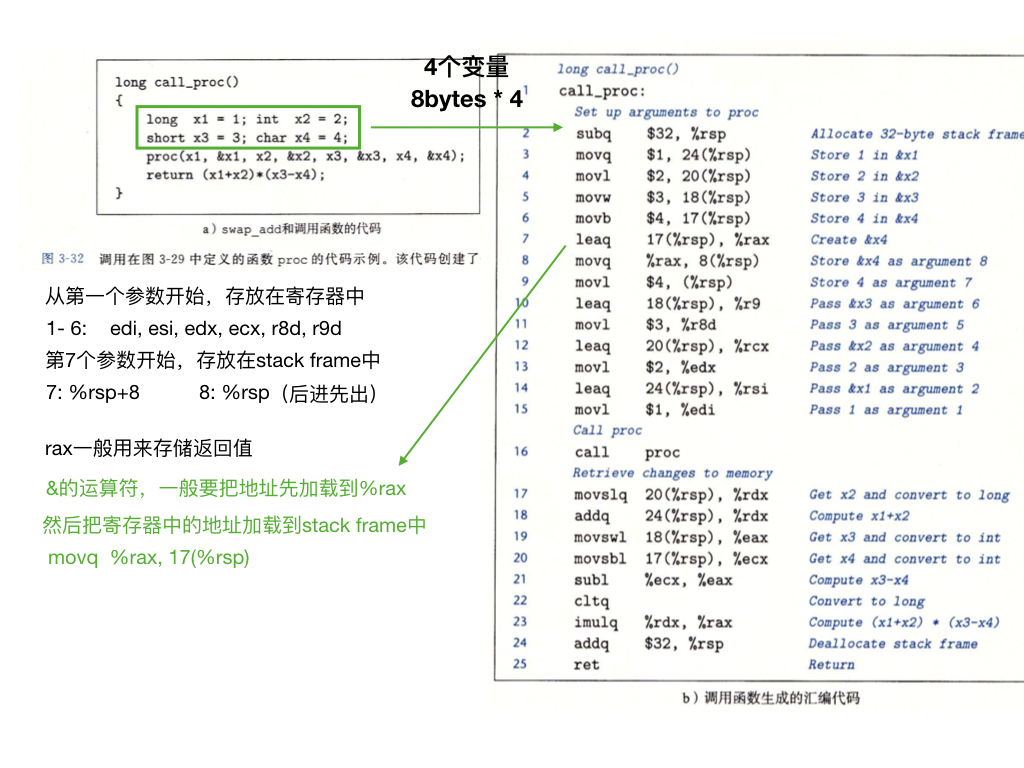 4个变量
8bytes * 4
long call_proc()
{
long x1 = 1; int x2 = 2;
short x3 = 3; char x4 = 4;
proc(x1, &x1, x2, &x2, x3, &x3, x4, &x4);
return (x1+x2)*(x3-x4);
}
a）swap_add和调用函数的代码
图 3-32 调用在图 3-29 中定义的函数 proc 的代码示例。该代码创建了
从第一个参数开始，存放在寄存器中
1- 6: edi, esi, edx, ecx, r8d, r9d
第7个参数开始，存放在stack frame中
7: %rsp+8 8: %rsp（后进先出）
rax一般用来存储返回值
&的运算符，一般要把地址先加载到%rax
然后把寄存器中的地址加载到stack frame中
movq %rax, 17(%rsp)
long call_proc()
1 call_proc:
Set up arguments to proc
2 subq $32, %rsp Allocate 32-byte stack frame
3 movq $1, 24(%rsp) Store 1 in &x1
4 movl $2, 20(%rsp) Store 2 in &x2
5 movw $3, 18(%rsp) Store 3 in &x3
6 movb $4, 17(%rsp) Store 4 in &x4
7 leaq 17(%rsp), %rax Create &x4
8 movq %rax, 8(%rsp) Store &x4 as argument 8
9 movl $4, (%rsp) Store 4 as argument 7
10 leaq 18(%rsp), %r9 Pass &x3 as argument 6
11 movl $3, %r8d Pass 3 as argument 5
12 leaq 20(%rsp), %rcx Pass &x2 as argument 4
13 movl $2, %edx Pass 2 as argument 3
14 leaq 24(%rsp), %rsi Pass &x1 as argument 2
15 movl $1, %edi Pass 1 as argument 1
Call proc
16 call proc
Retrieve changes to memory
17 movslq 20(%rsp), %rdx Get x2 and convert to long
18 addq 24(%rsp), %rdx Compute x1+x2
19 movswl 18(%rsp), %eax Get x3 and convert to int
20 movsbl 17(%rsp), %ecx Get x4 and convert to int
21 subl %ecx, %eax Compute x3-x4
22 cltq Convert to long
23 imulq %rdx, %rax Compute (x1+x2) * (x3-x4)
24 addq $32, %rsp Deallocate stack frame
25 ret Return
b）调用函数生成的汇编代码